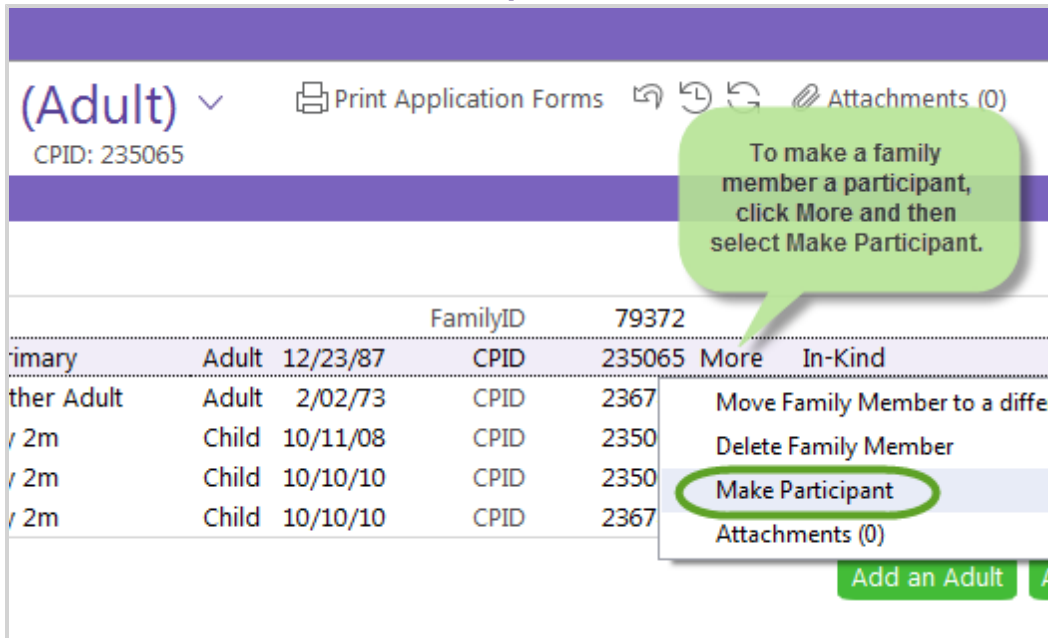 (Adult) Print Application Forms Attachments (0)
CPID: 235065
To make a family
member a participant,
click More and then
select Make Participant.
FamilyID 79372
imary Adult 12/23/87 CPID 235065 More In-Kind
ther Adult Adult 2/02/73 CPID 2367
2m Child 10/11/08 CPID 2350
2m Child 10/10/10 CPID 2350
2m Child 10/10/10 CPID 2367
Move Family Member to a diffe
Delete Family Member
Make Participant
Attachments (0)
Add an Adult